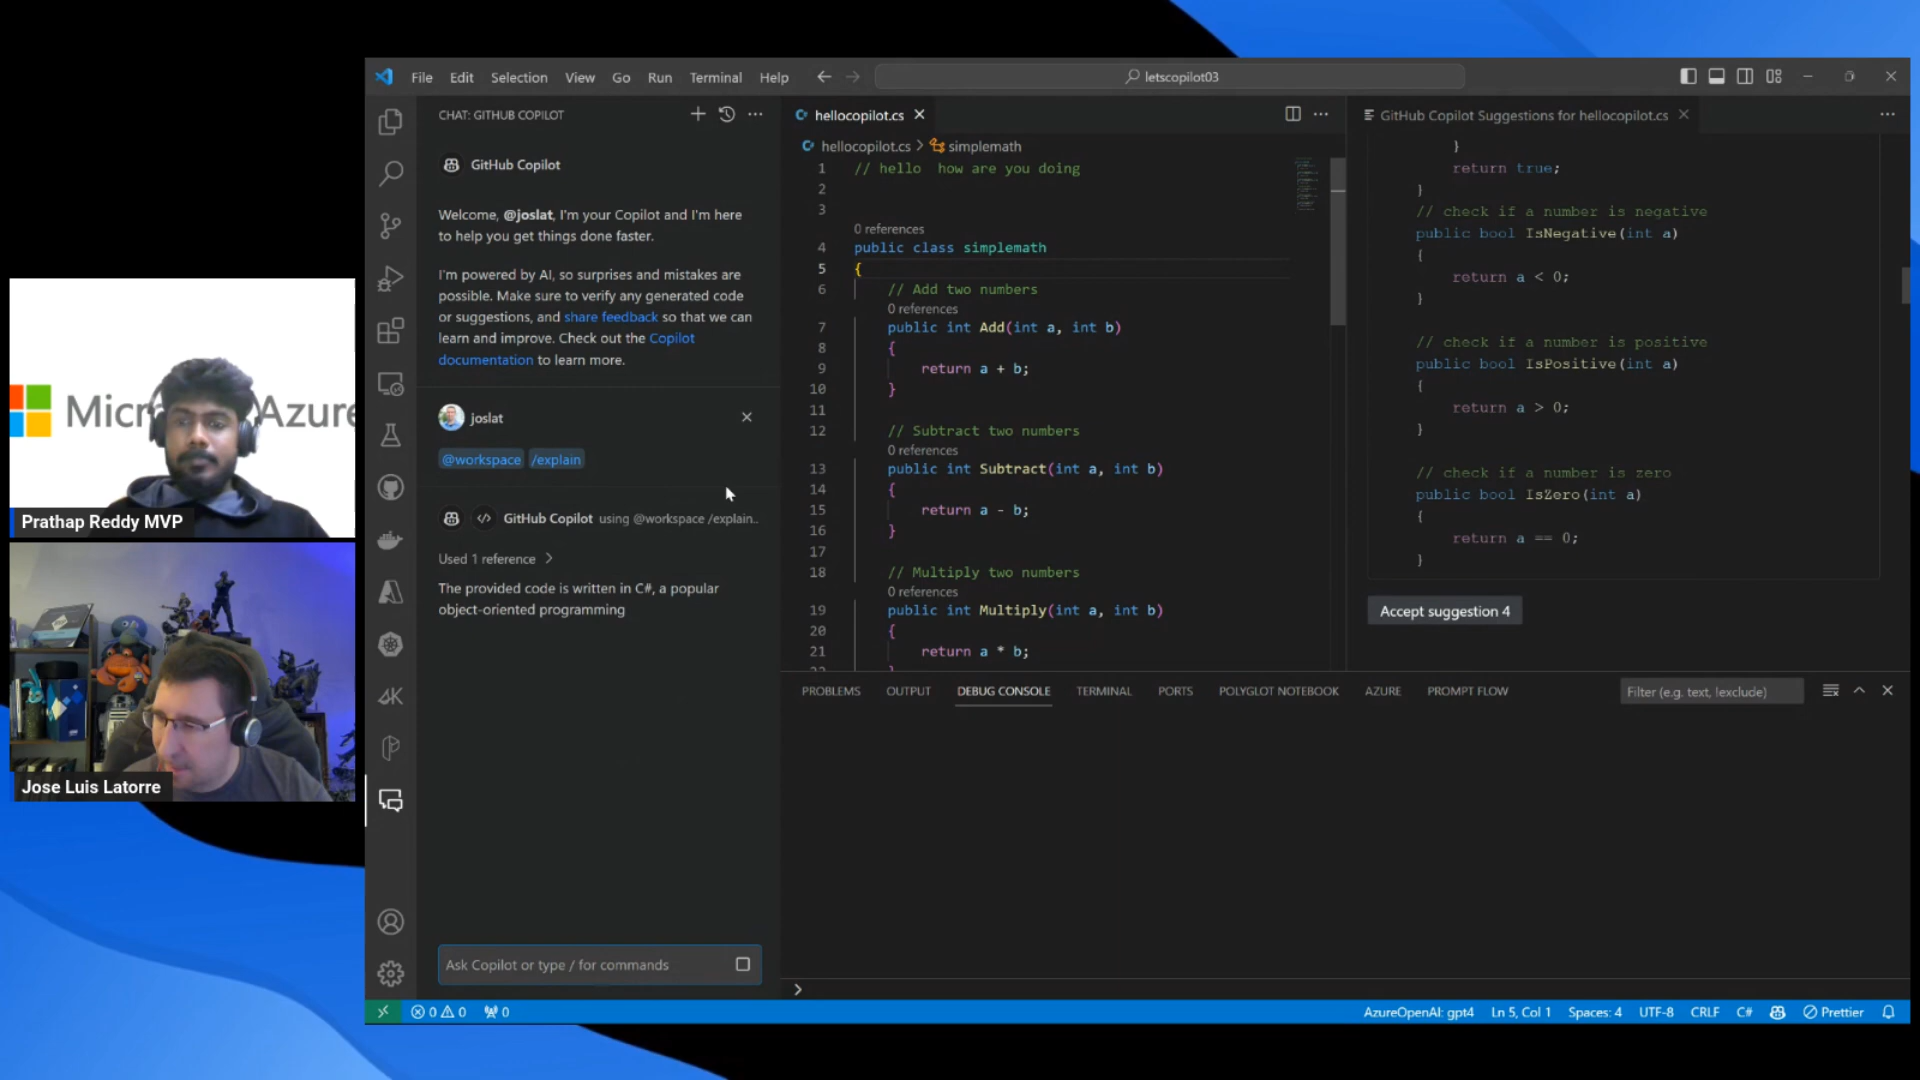 File Edit Selection View Go Run Terminal Help
letscopilot03
CHAT: GITHUB COPILOT
GitHub Copilot
Welcome, @joslat, I'm your Copilot and I'm here
to help you get things done faster.
I'm powered by AI, so surprises and mistakes are
possible. Make sure to verify any generated code
or suggestions, and share feedback so that we can
learn and improve. Check out the Copilot
documentation to learn more.
joslat
@workspace /explain
GitHub Copilot using @workspace /explain..
Used 1 reference >
The provided code is written in C#, a popular
object-oriented programming
Ask Copilot or type / for commands
hellocopilot.cs
hellocopilot.cs > simplemath
1 // hello  how are you doing
2
3
0 references
4 public class simplemath
5 {
6 // Add two numbers
0 references
7 public int Add(int a, int b)
8 {
9 return a + b;
10 }
11
12 // Subtract two numbers
0 references
13 public int Subtract(int a, int b)
14 {
15 return a - b;
16 }
17
18 // Multiply two numbers
0 references
19 public int Multiply(int a, int b)
20 {
21 return a * b;
GitHub Copilot Suggestions for hellocopilot.cs
}
return true;
}
// check if a number is negative
public bool IsNegative(int a)
{
return a < 0;
}
// check if a number is positive
public bool IsPositive(int a)
{
return a > 0;
}
// check if a number is zero
public bool IsZero(int a)
{
return a == 0;
}
Accept suggestion 4
PROBLEMS OUTPUT DEBUG CONSOLE TERMINAL PORTS POLYGLOT NOTEBOOK AZURE PROMPT FLOW
Filter (e.g. text, !exclude)
>
0 0 0
AzureOpenAI: gpt4 Ln 5, Col 1 Spaces: 4 UTF-8 CRLF C# Prettier
Azure
Prathap Reddy MVP
Jose Luis Latorre